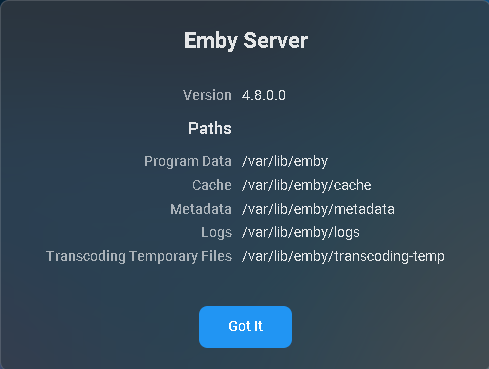 Emby Server
Version 4.8.0.0
Paths
Program Data /var/lib/emby
Cache /var/lib/emby/cache
Metadata /var/lib/emby/metadata
Logs /var/lib/emby/logs
Transcoding Temporary Files /var/lib/emby/transcoding-temp
Got It